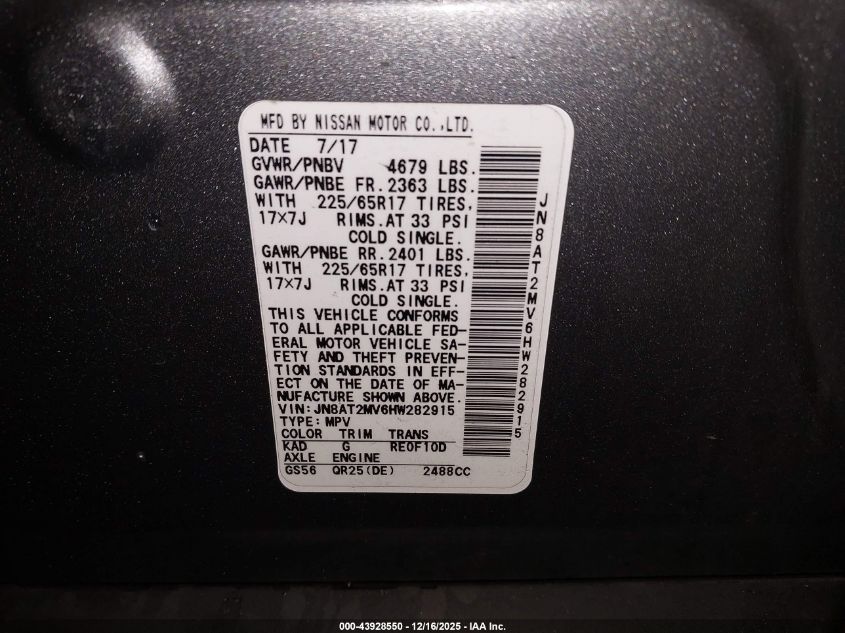 MFD BY NISSAN MOTOR CO.,LTD.
DATE 7/17
GVWR/PNBV 4679 LBS.
GAWR/PNBE FR. 2363 LBS.
WITH 225/65R17 TIRES,
17×7J RIMS.AT 33 PSI
COLD SINGLE.
GAWR/PNBE RR. 2401 LBS.
WITH 225/65R17 TIRES,
17×7J RIMS.AT 33 PSI
COLD SINGLE.
THIS VEHICLE CONFORMS
TO ALL APPLICABLE FED-
ERAL MOTOR VEHICLE SA-
FETY AND THEFT PREVEN-
TION STANDARDS IN EFF-
ECT ON THE DATE OF MA-
NUFACTURE SHOWN ABOVE.
VIN:JN8AT2MV6HW282915
TYPE:MPV
COLOR TRIM TRANS
KAD G RE0F10D
AXLE ENGINE
GS56 QR25(DE) 2488CC
JN8AT2MV6HW282915
000-43928550 - 12/16/2025 - IAA Inc.